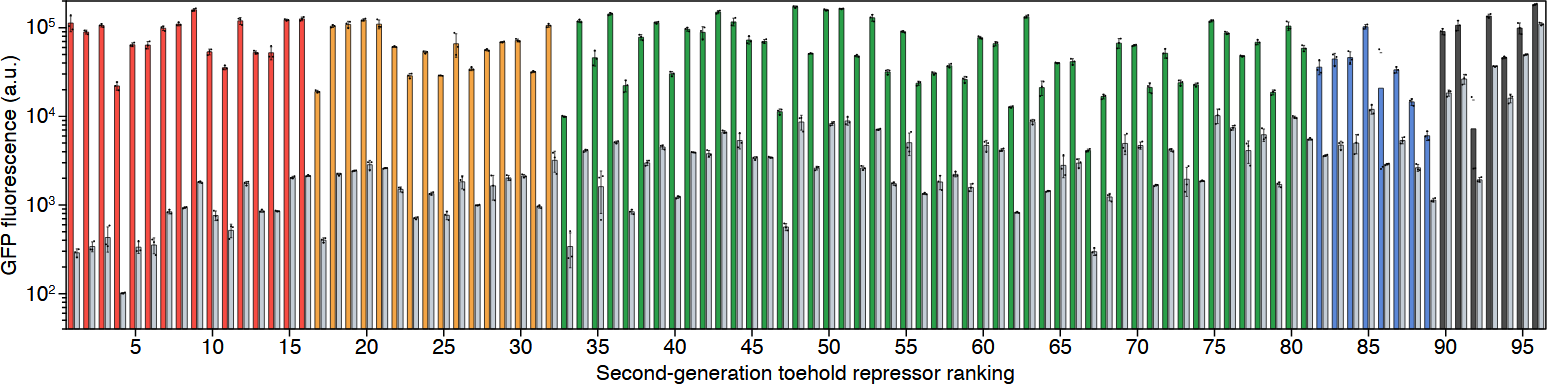 GFP fluorescence (a.u.)
10⁵
10⁴
10³
10²
5 10 15 20 25 30 35 40 45 50 55 60 65 70 75 80 85 90 95
Second-generation toehold repressor ranking